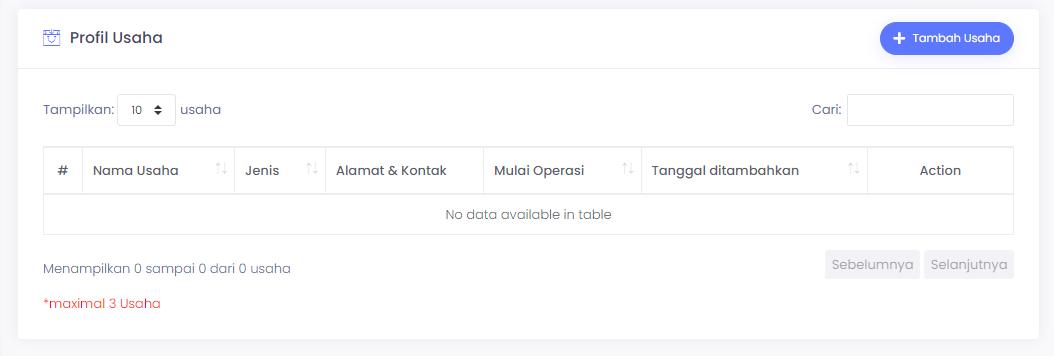 Profil Usaha
Tambah Usaha
Tampilkan: 10 usaha
Cari:
# Nama Usaha Jenis Alamat & Kontak Mulai Operasi Tanggal ditambahkan Action
No data available in table
Menampilkan 0 sampai 0 dari 0 usaha
Sebelumnya Selanjutnya
*maximal 3 Usaha